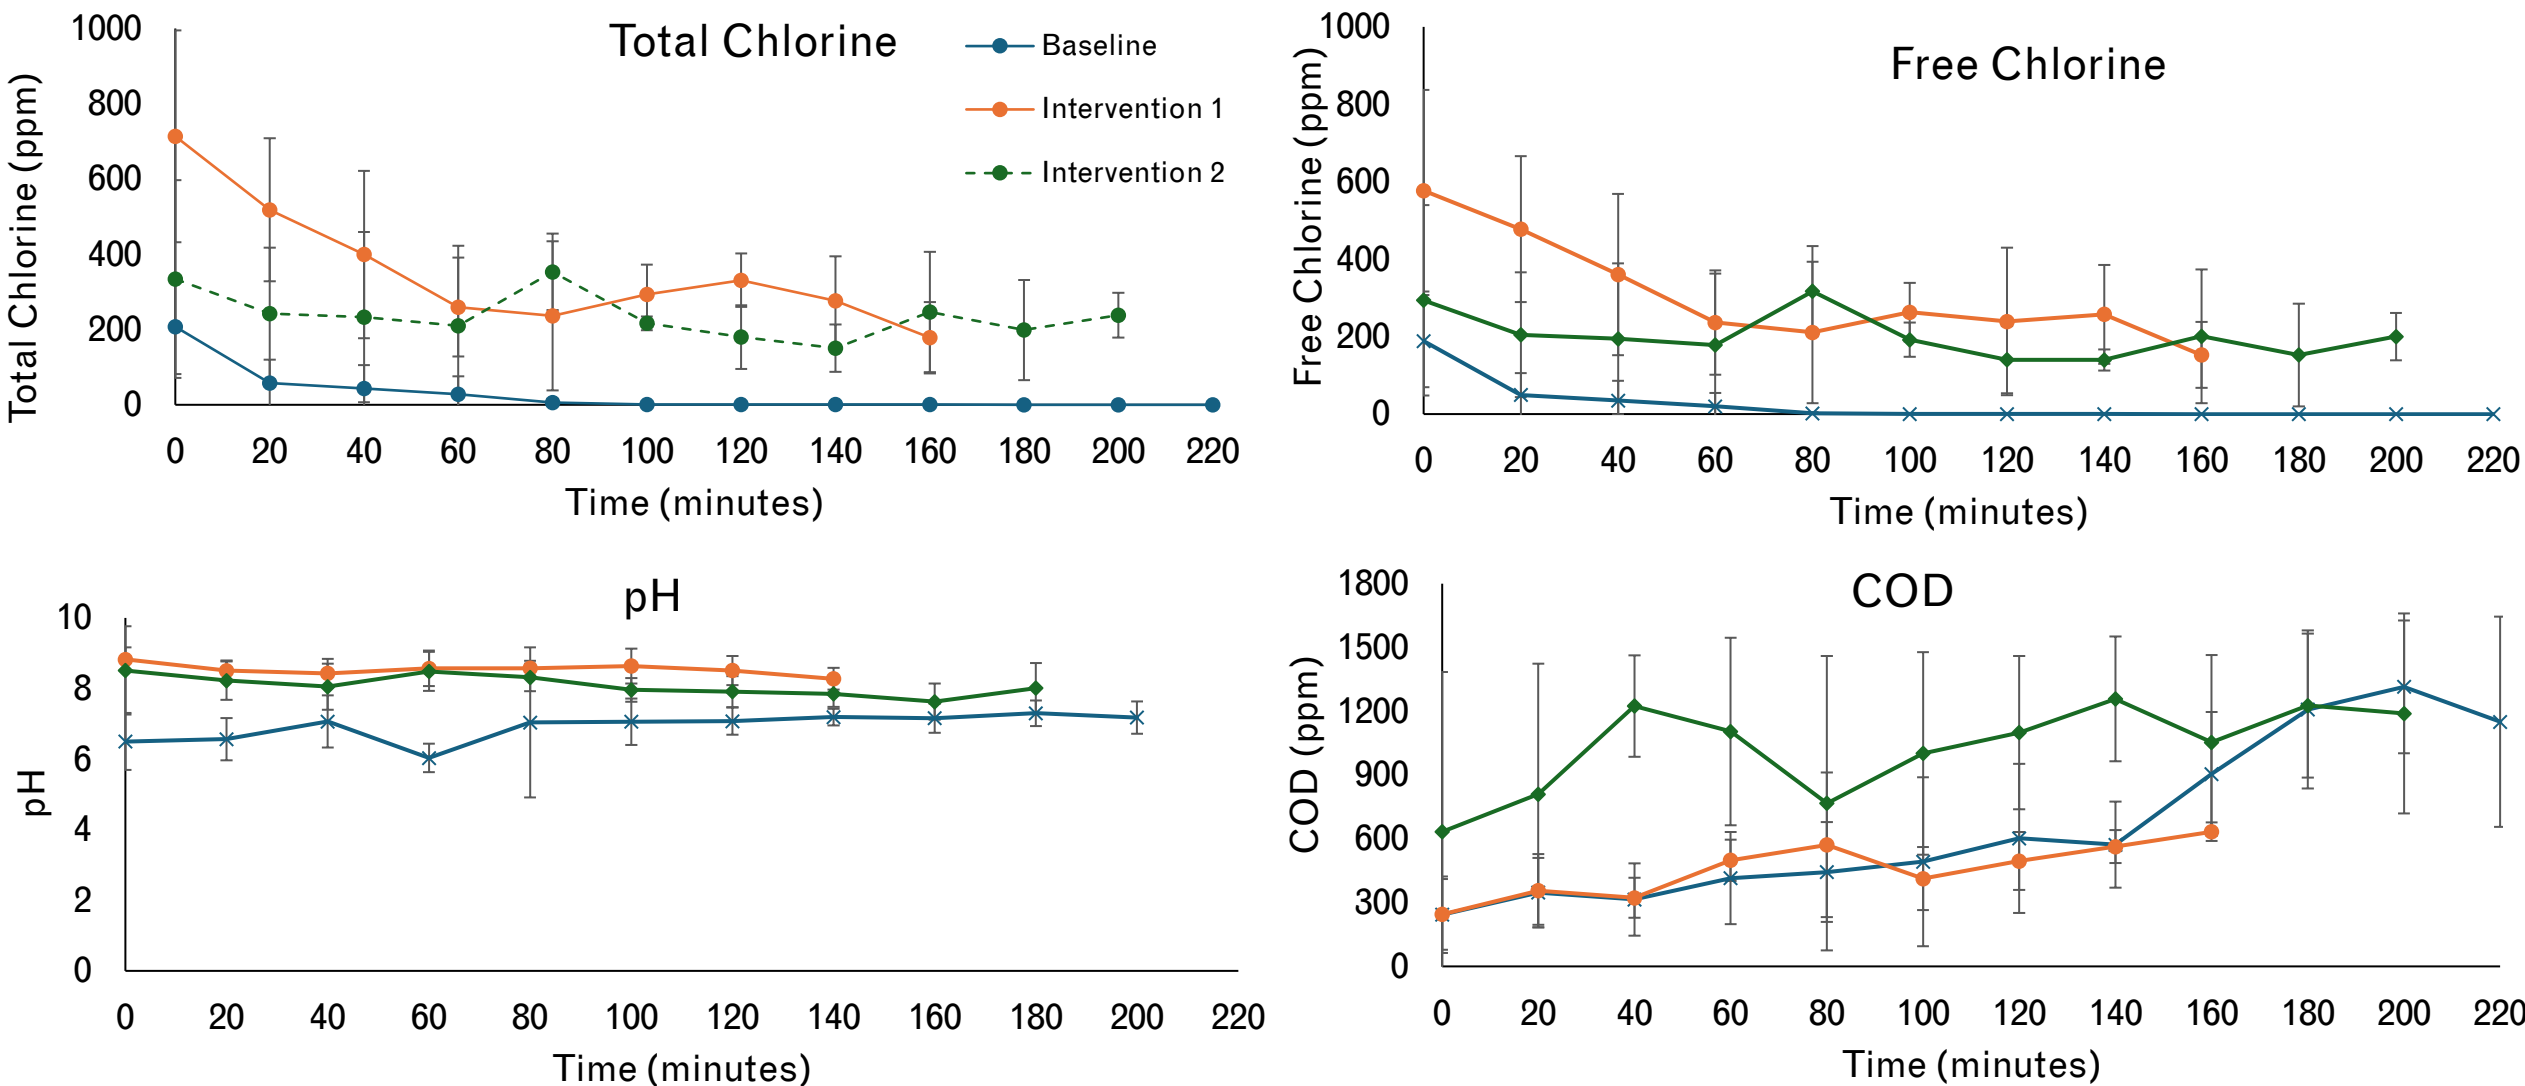 Total Chlorine
Baseline
Intervention 1
Intervention 2
1000
800
600
400
200
0
Total Chlorine (ppm)
0 20 40 60 80 100 120 140 160 180 200 220
Time (minutes)
Free Chlorine
1000
800
600
400
200
0
Free Chlorine (ppm)
0 20 40 60 80 100 120 140 160 180 200 220
Time (minutes)
pH
10
8
6
4
2
0
pH
0 20 40 60 80 100 120 140 160 180 200 220
Time (minutes)
COD
1800
1500
1200
900
600
300
0
COD (ppm)
0 20 40 60 80 100 120 140 160 180 200 220
Time (minutes)